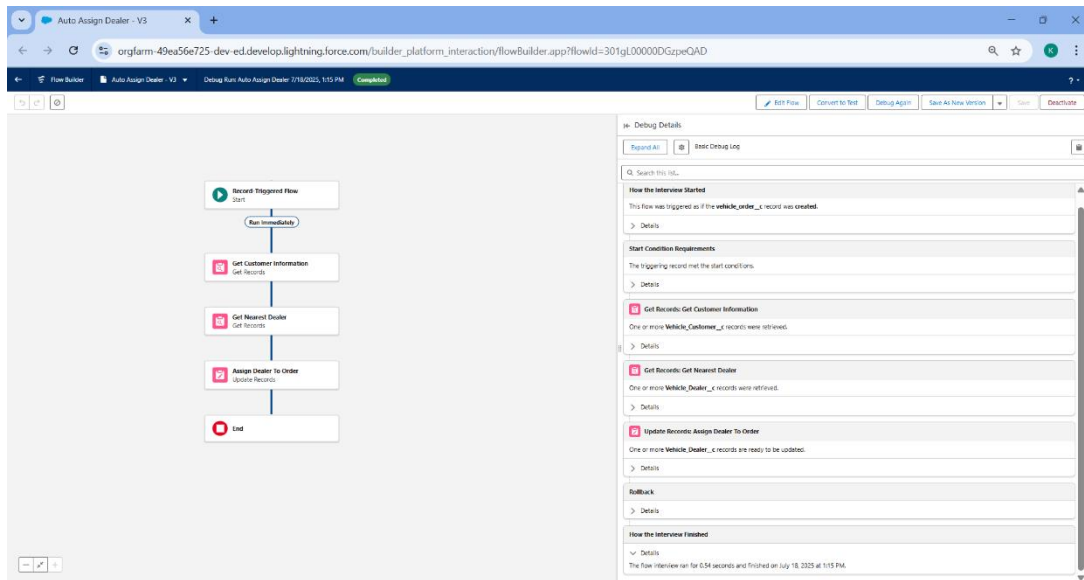 Auto Assign Dealer - V3
orgfarm-49ea56e725-dev-ed.develop.lightning.force.com/builder_platform_interaction/flowBuilder.app?flowId=301gL00000DGzpeQAD
K
Flow Builder
Auto Assign Dealer - V3
Debug Run: Auto Assign Dealer 7/18/2025, 1:15 PM
Completed
?
Edit Flow
Convert to Test
Debug Again
Save As New Version
Save
Deactivate
Record-Triggered Flow
Start
Run Immediately
Get Customer Information
Get Records
Get Nearest Dealer
Get Records
Assign Dealer To Order
Update Records
End
Debug Details
Expand All
Basic Debug Log
Search this list...
How the Interview Started
This flow was triggered as if the vehicle_order__c record was created.
Details
Start Condition Requirements
The triggering record met the start conditions.
Details
Get Records: Get Customer Information
One or more Vehicle_Customer__c records were retrieved.
Details
Get Records: Get Nearest Dealer
One or more Vehicle_Dealer__c records were retrieved.
Details
Update Records: Assign Dealer To Order
One or more Vehicle_Dealer__c records are ready to be updated.
Details
Rollback
Details
How the Interview Finished
Details
The flow interview ran for 0.54 seconds and finished on July 18, 2025 at 1:15 PM.